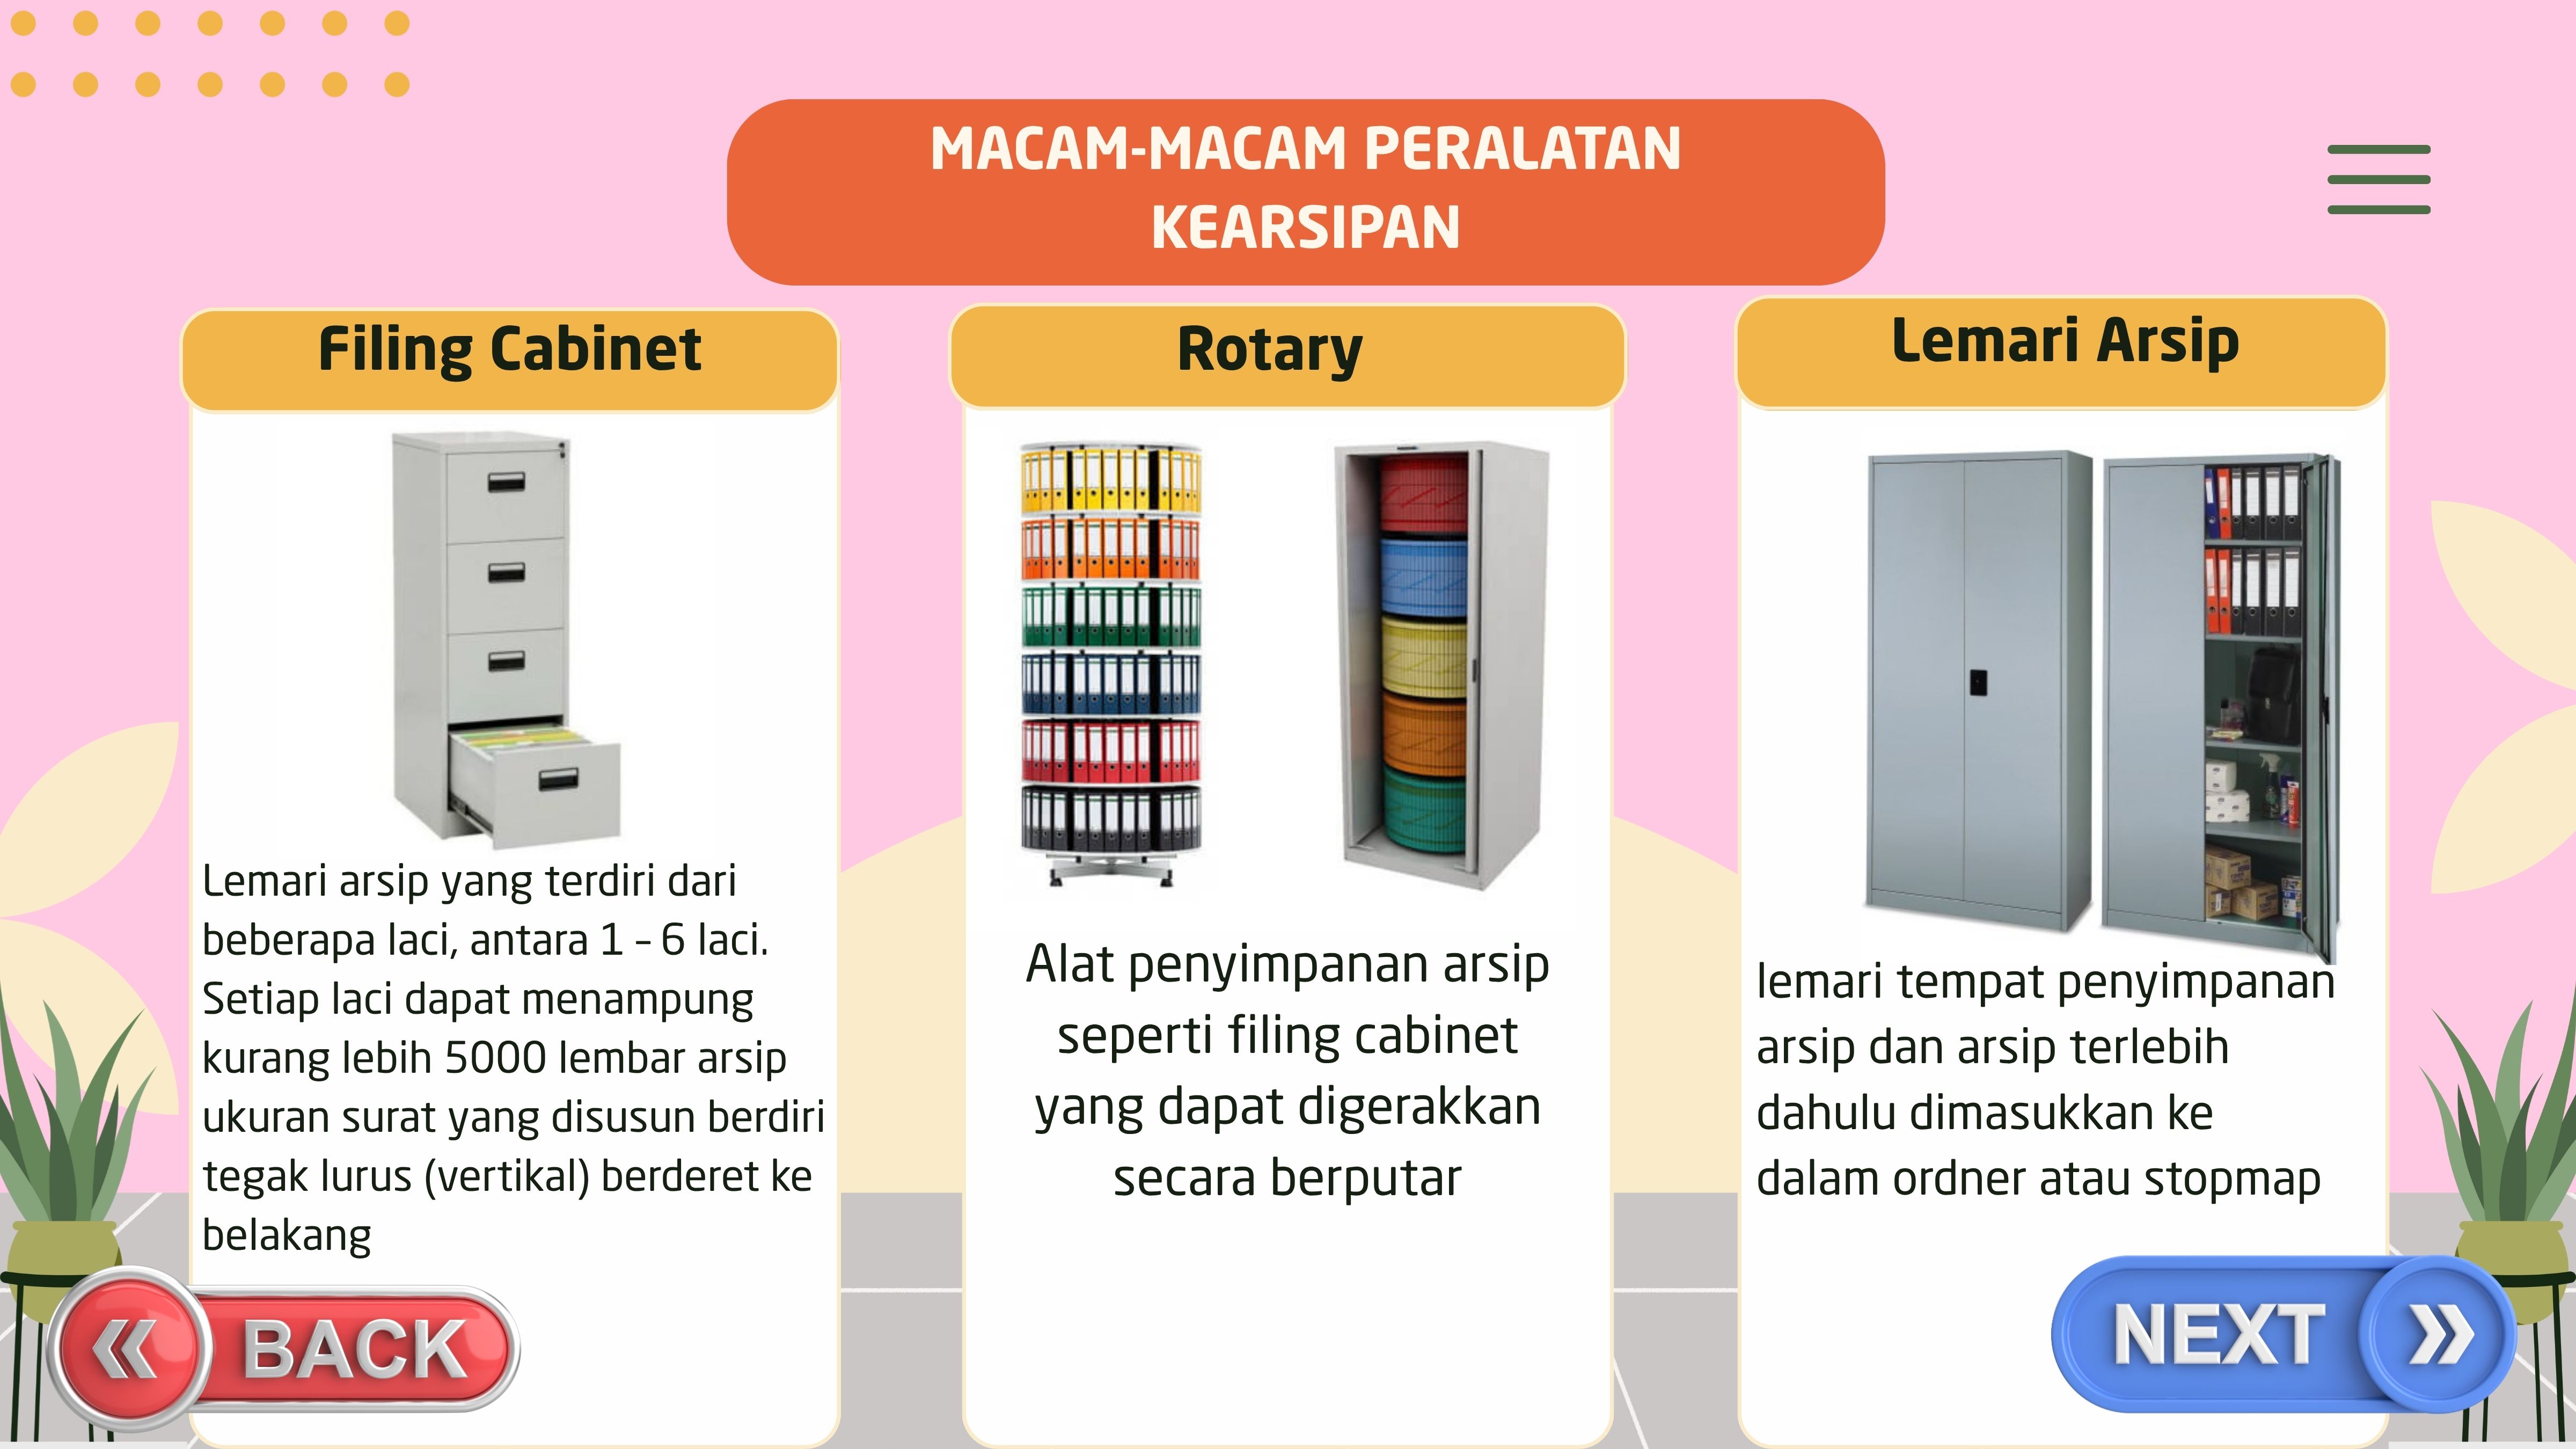 MACAM-MACAM PERALATAN
KEARSIPAN
Filing Cabinet
Lemari arsip yang terdiri dari
beberapa laci, antara 1 – 6 laci.
Setiap laci dapat menampung
kurang lebih 5000 lembar arsip
ukuran surat yang disusun berdiri
tegak lurus (vertikal) berderet ke
belakang
Rotary
Alat penyimpanan arsip
seperti filing cabinet
yang dapat digerakkan
secara berputar
Lemari Arsip
lemari tempat penyimpanan
arsip dan arsip terlebih
dahulu dimasukkan ke
dalam ordner atau stopmap
BACK
NEXT